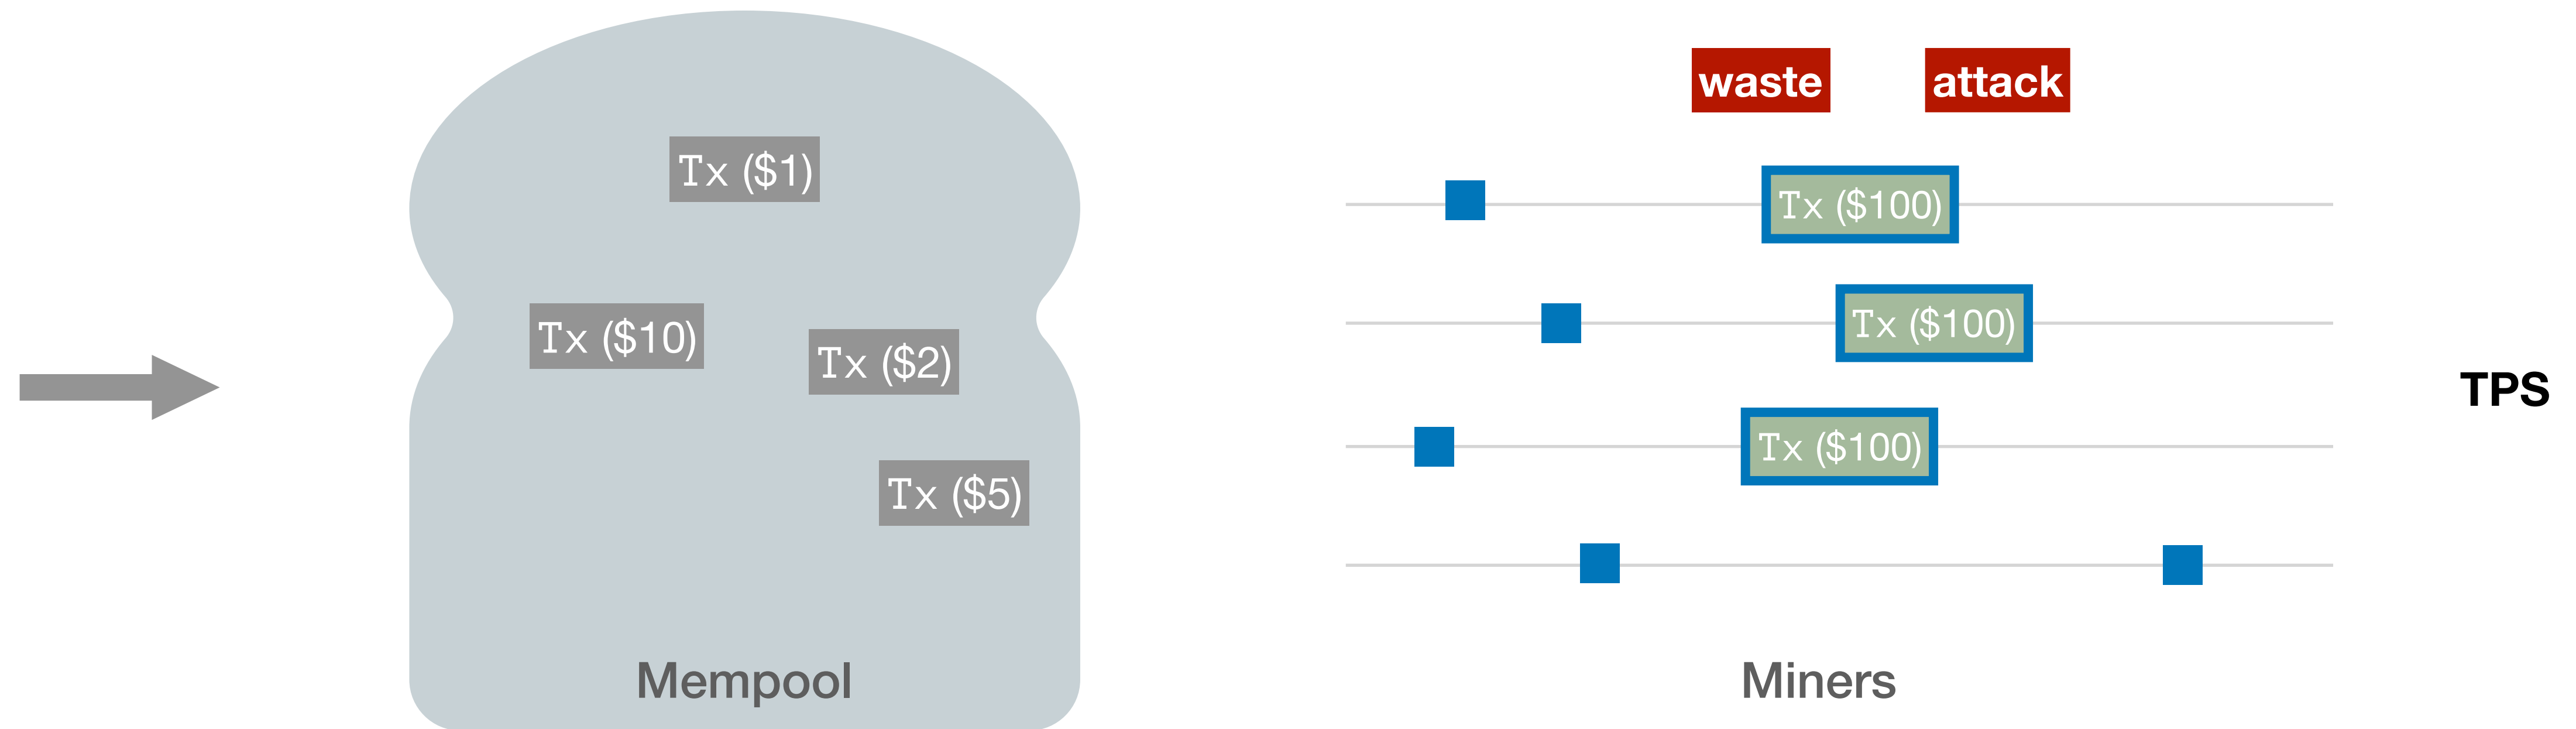 waste
attack
Tx ($1)
Tx ($10)
Tx ($2)
Tx ($5)
Mempool
Tx ($100)
Tx ($100)
Tx ($100)
Miners
TPS